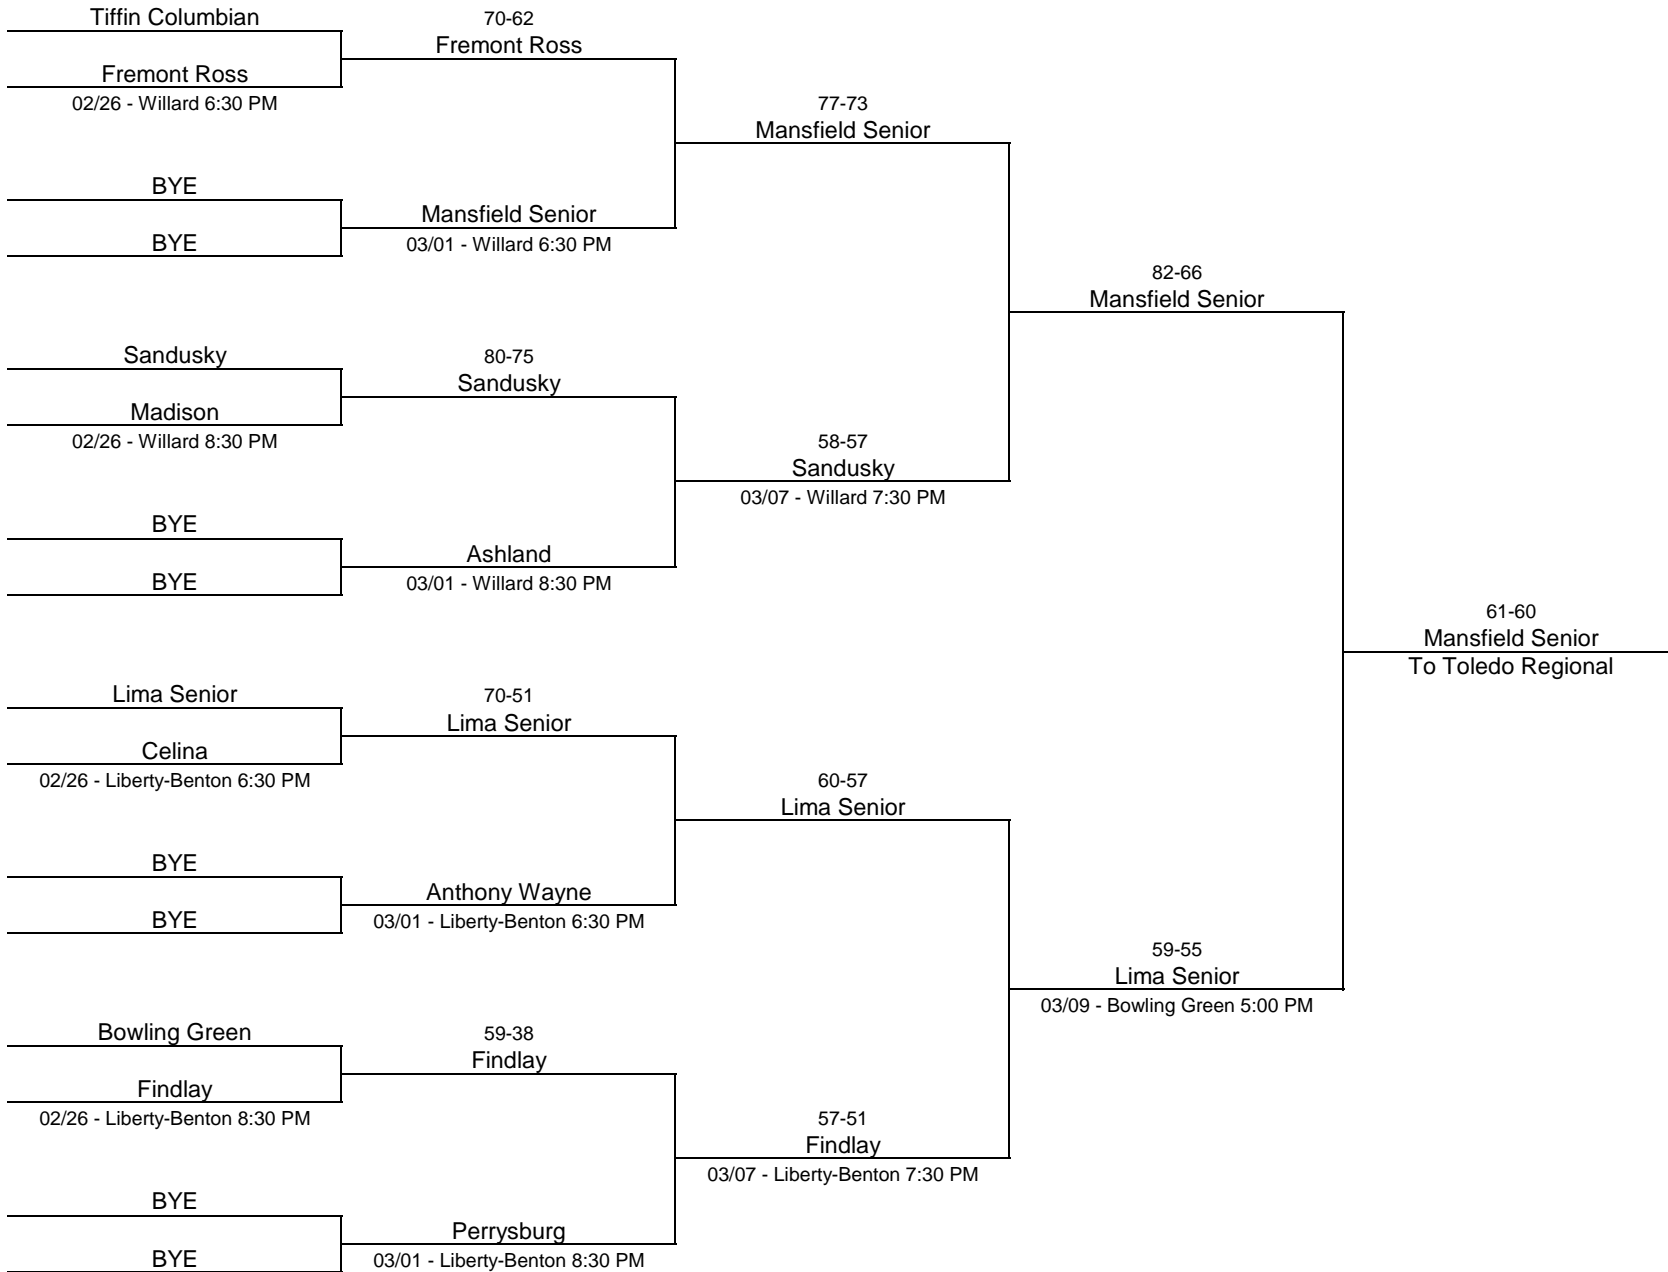 Tiffin Columbian
Fremont Ross
02/26 - Willard 6:30 PM
BYE
BYE
Sandusky
Madison
02/26 - Willard 8:30 PM
BYE
BYE
Lima Senior
Celina
02/26 - Liberty-Benton 6:30 PM
BYE
BYE
Bowling Green
Findlay
02/26 - Liberty-Benton 8:30 PM
BYE
BYE
70-62
Fremont Ross
Mansfield Senior
03/01 - Willard 6:30 PM
80-75
Sandusky
Ashland
03/01 - Willard 8:30 PM
70-51
Lima Senior
Anthony Wayne
03/01 - Liberty-Benton 6:30 PM
59-38
Findlay
Perrysburg
03/01 - Liberty-Benton 8:30 PM
77-73
Mansfield Senior
58-57
Sandusky
03/07 - Willard 7:30 PM
60-57
Lima Senior
57-51
Findlay
03/07 - Liberty-Benton 7:30 PM
82-66
Mansfield Senior
59-55
Lima Senior
03/09 - Bowling Green 5:00 PM
61-60
Mansfield Senior
To Toledo Regional